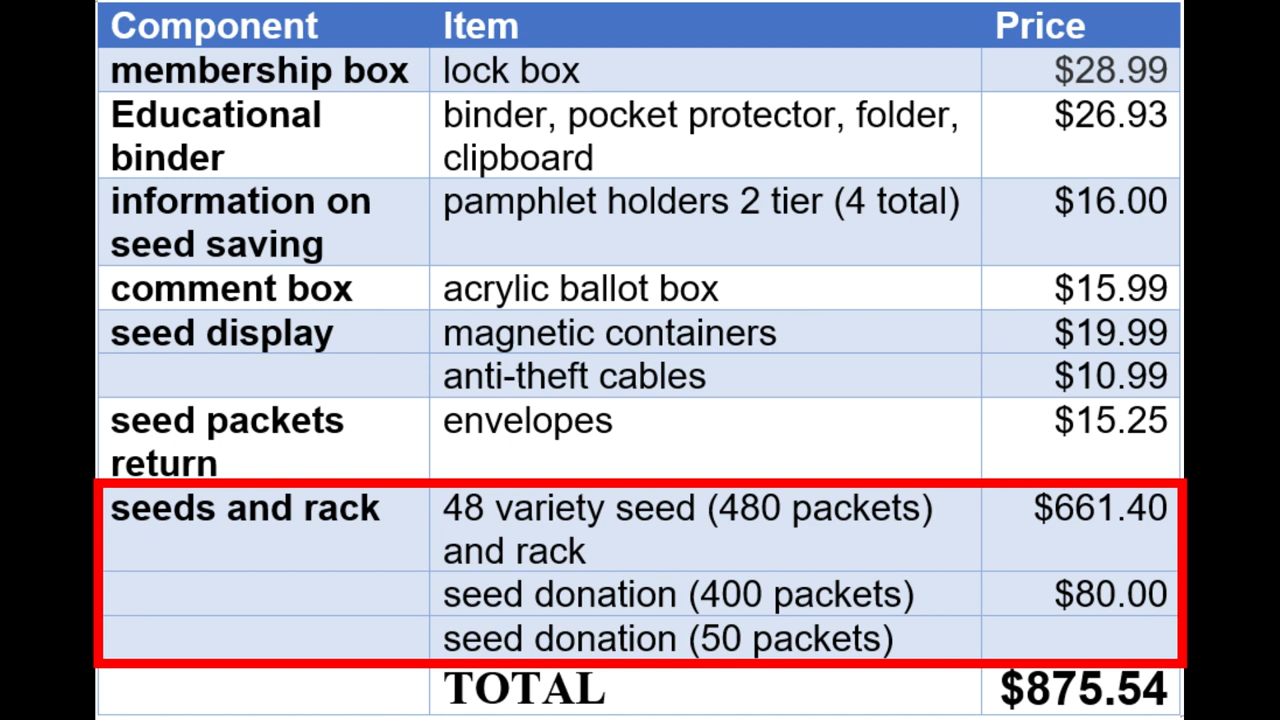 Component Item Price
membership box lock box $28.99
Educational binder, pocket protector, folder, $26.93
binder clipboard
information on pamphlet holders 2 tier (4 total) $16.00
seed saving
comment box acrylic ballot box $15.99
seed display magnetic containers $19.99
anti-theft cables $10.99
seed packets envelopes $15.25
return
seeds and rack 48 variety seed (480 packets) $661.40
and rack
seed donation (400 packets) $80.00
seed donation (50 packets)
TOTAL $875.54